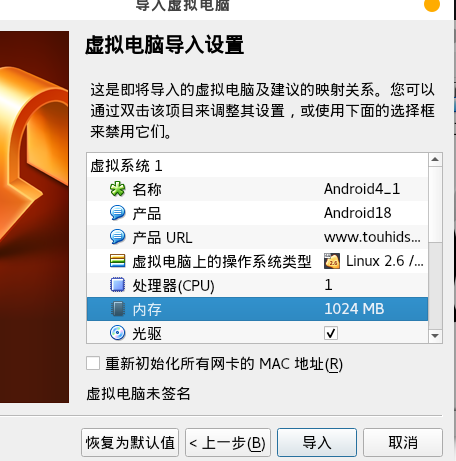 导入虚拟电脑
虚拟电脑导入设置
这是即将导入的虚拟电脑及建议的映射关系。您可以
通过双击该项目来调整其设置，或使用下面的选择框
来禁用它们。
虚拟系统 1
名称 Android4_1
产品 Android18
产品 URL www.touhids...
虚拟电脑上的操作系统类型 Linux 2.6 /...
处理器(CPU) 1
内存 1024 MB
光驱
重新初始化所有网卡的 MAC 地址(R)
虚拟电脑未签名
恢复为默认值 < 上一步(B) 导入 取消